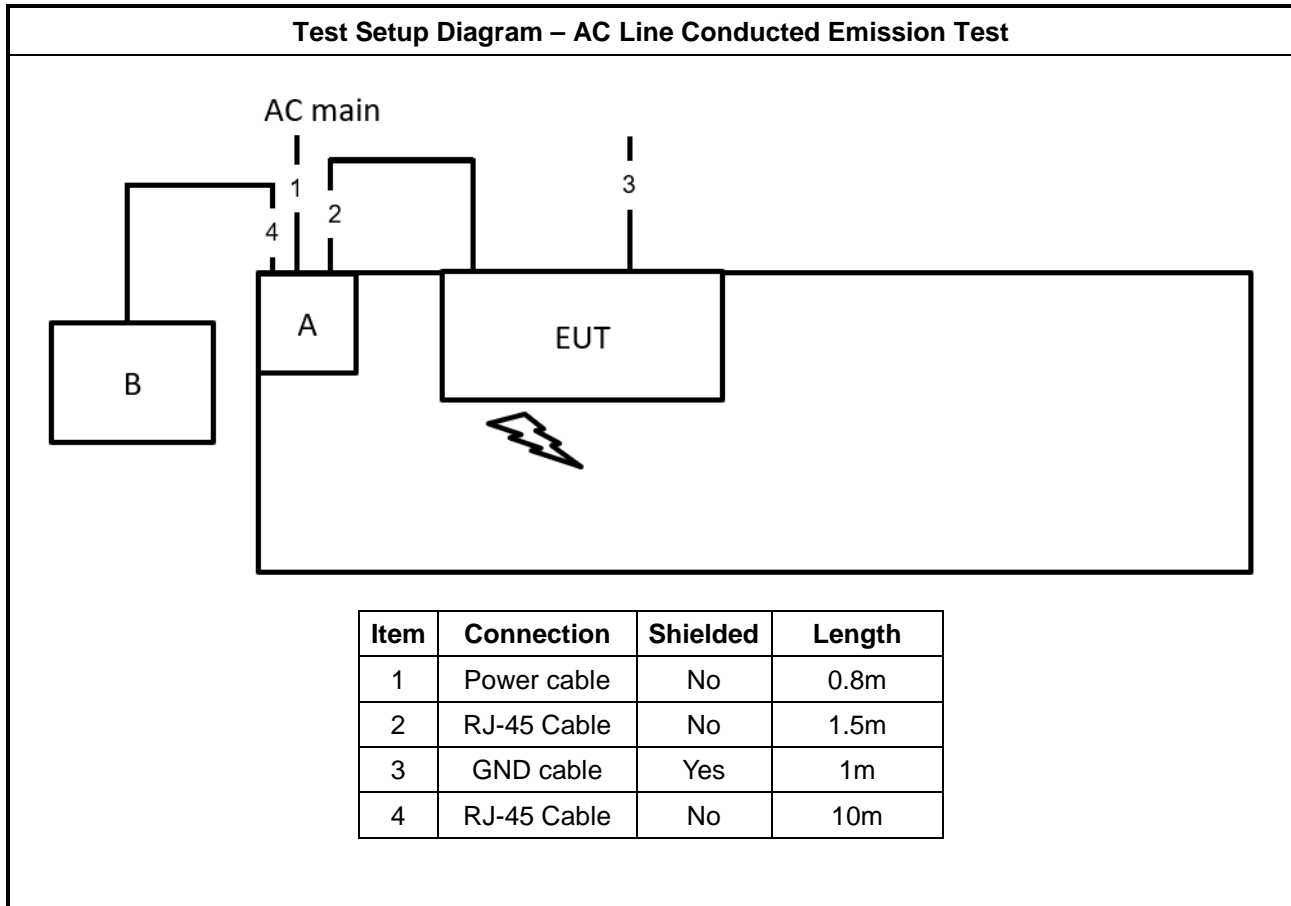 Test Setup Diagram – AC Line Conducted Emission Test
AC main
1
3
2
4
A
EUT
B
Item Connection Shielded Length
1 Power cable No 0.8m
2 RJ-45 Cable No 1.5m
3 GND cable Yes 1m
4 RJ-45 Cable No 10m